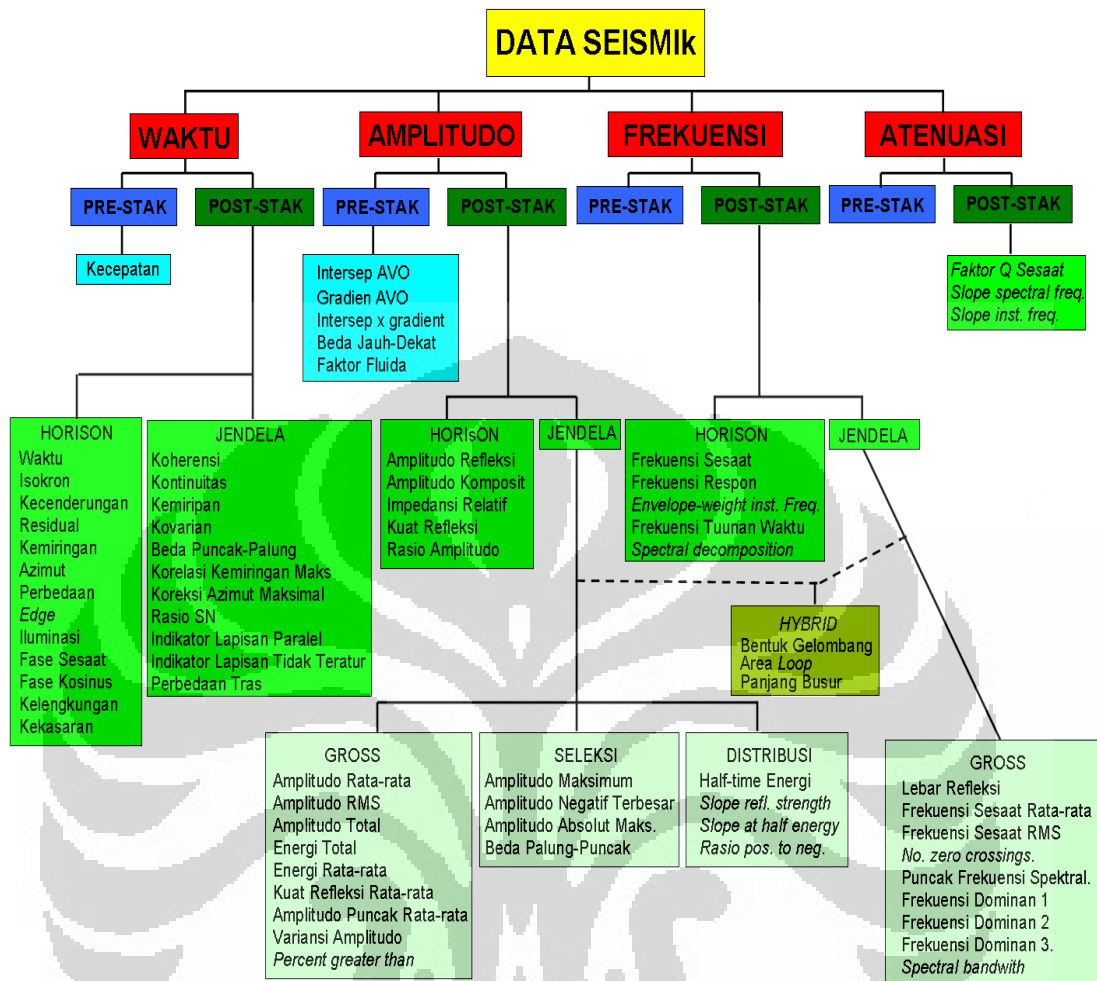 DATA SEISMIk
WAKTU
AMPLITUDO
FREKUENSI
ATENUASI
PRE-STAK
POST-STAK
PRE-STAK
POST-STAK
PRE-STAK
POST-STAK
PRE-STAK
POST-STAK
Kecepatan
Intersep AVO
Gradien AVO
Intersep x gradient
Beda Jauh-Dekat
Faktor Fluida
Faktor Q Sesaat
Slope spectral freq.
Slope inst. freq.
HORISON
Waktu
Isokron
Kecenderungan
Residual
Kemiringan
Azimut
Perbedaan
Edge
Iluminasi
Fase Sesaat
Fase Kosinus
Kelengkungan
Kekasaran
JENDELA
Koherensi
Kontinuitas
Kemiripan
Kovarian
Beda Puncak-Palung
Korelasi Kemiringan Maks
Koreksi Azimut Maksimal
Rasio SN
Indikator Lapisan Paralel
Indikator Lapisan Tidak Teratur
Perbedaan Tras
HORIsON
Amplitudo Refleksi
Amplitudo Komposit
Impedansi Relatif
Kuat Refleksi
Rasio Amplitudo
JENDELA
HORISON
Frekuensi Sesaat
Frekuensi Respon
Envelope-weight inst. Freq.
Frekuensi Tuunan Waktu
Spectral decomposition
JENDELA
HYBRID
Bentuk Gelombang
Area Loop
Panjang Busur
GROSS
Amplitudo Rata-rata
Amplitudo RMS
Amplitudo Total
Energi Total
Energi Rata-rata
Kuat Refleksi Rata-rata
Amplitudo Puncak Rata-rata
Variansi Amplitudo
Percent greater than
SELEKSI
Amplitudo Maksimum
Amplitudo Negatif Terbesar
Amplitudo Absolut Maks.
Beda Palung-Puncak
DISTRIBUSI
Half-time Energi
Slope refl. strength
Slope at half energy
Rasio pos. to neg.
GROSS
Lebar Refleksi
Frekuensi Sesaat Rata-rata
Frekuensi Sesaat RMS
No. zero crossings.
Puncak Frekuensi Spektral.
Frekuensi Dominan 1
Frekuensi Dominan 2
Frekuensi Dominan 3.
Spectral bandwith